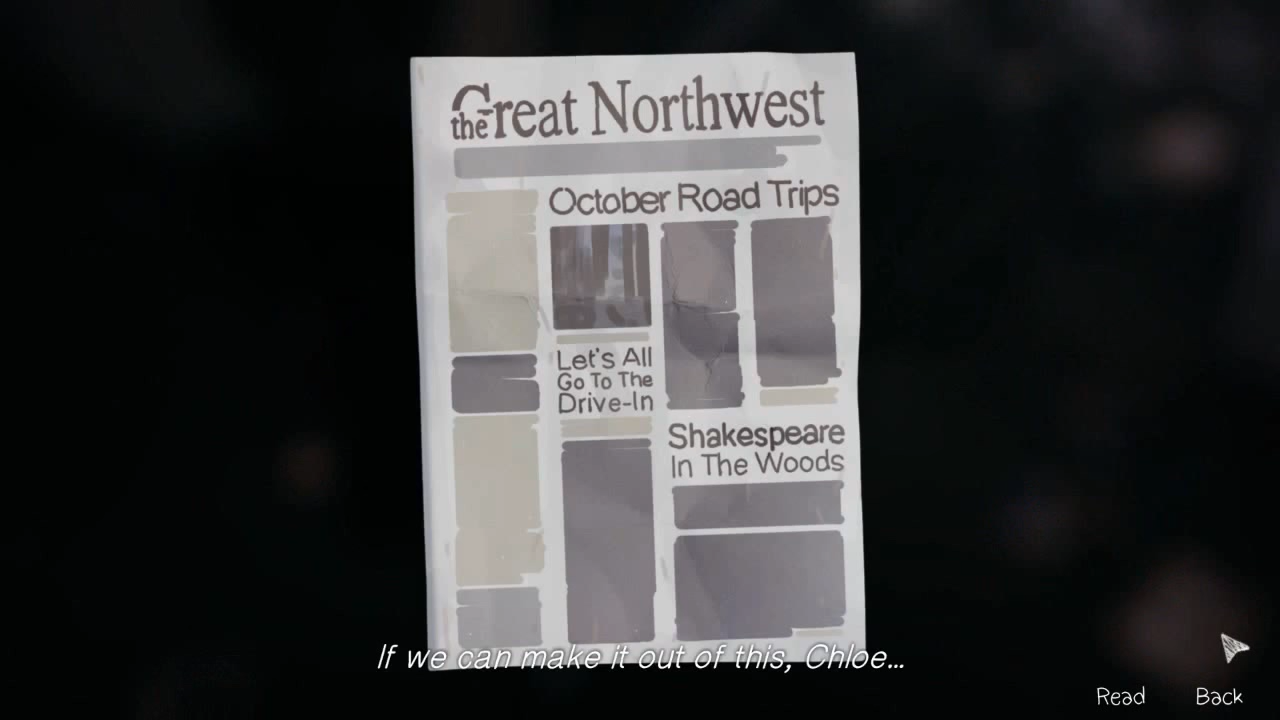 the Great Northwest
October Road Trips
Let's All
Go To The
Drive-In
Shakespeare
In The Woods
If we can make it out of this, Chloe...
Read
Back